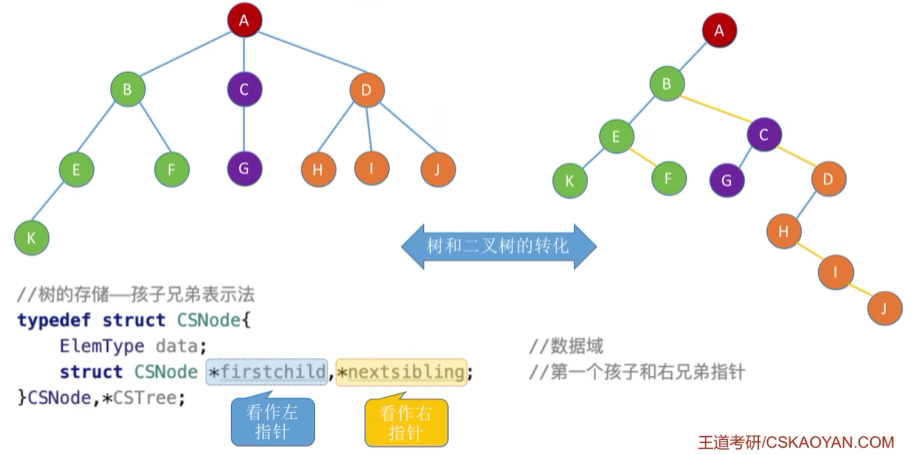 A
A
B
C
D
B
E
C
E
F
G
H
I
J
K
F
G
D
K
H
树和二叉树的转化
I
J
//树的存储——孩子兄弟表示法
typedef struct CSNode{
ElemType data; //数据域
struct CSNode *firstchild,*nextsibling; //第一个孩子和右兄弟指针
}CSNode,*CSTree;
看作左
指针
看作右
指针
王道考研/CSKAOYAN.COM